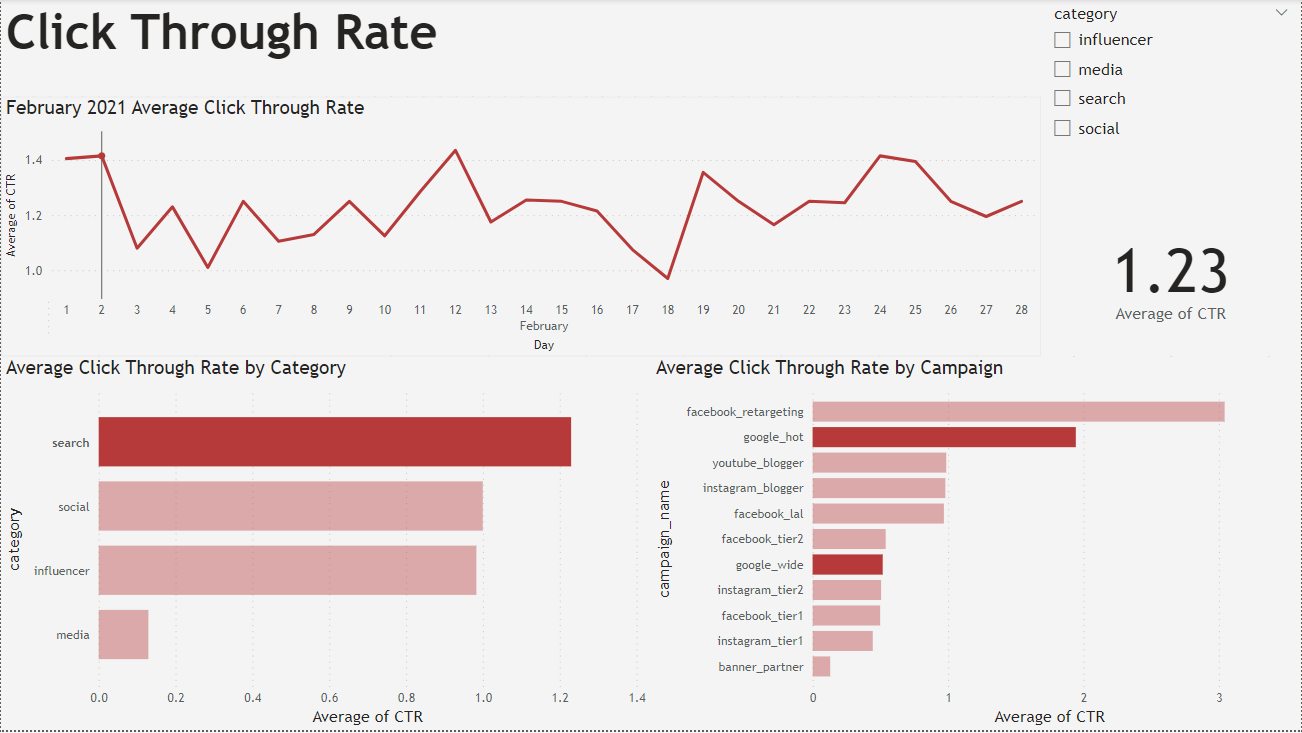 Click Through Rate
category
influencer
media
search
social
February 2021 Average Click Through Rate
Average of CTR
1.4
1.2
1.0
1 2 3 4 5 6 7 8 9 10 11 12 13 14 15 16 17 18 19 20 21 22 23 24 25 26 27 28
February
Day
1.23
Average of CTR
Average Click Through Rate by Category
category
search
social
influencer
media
0.0 0.2 0.4 0.6 0.8 1.0 1.2 1.4
Average of CTR
Average Click Through Rate by Campaign
campaign_name
facebook_retargeting
google_hot
youtube_blogger
instagram_blogger
facebook_lal
facebook_tier2
google_wide
instagram_tier2
facebook_tier1
instagram_tier1
banner_partner
0 1 2 3
Average of CTR